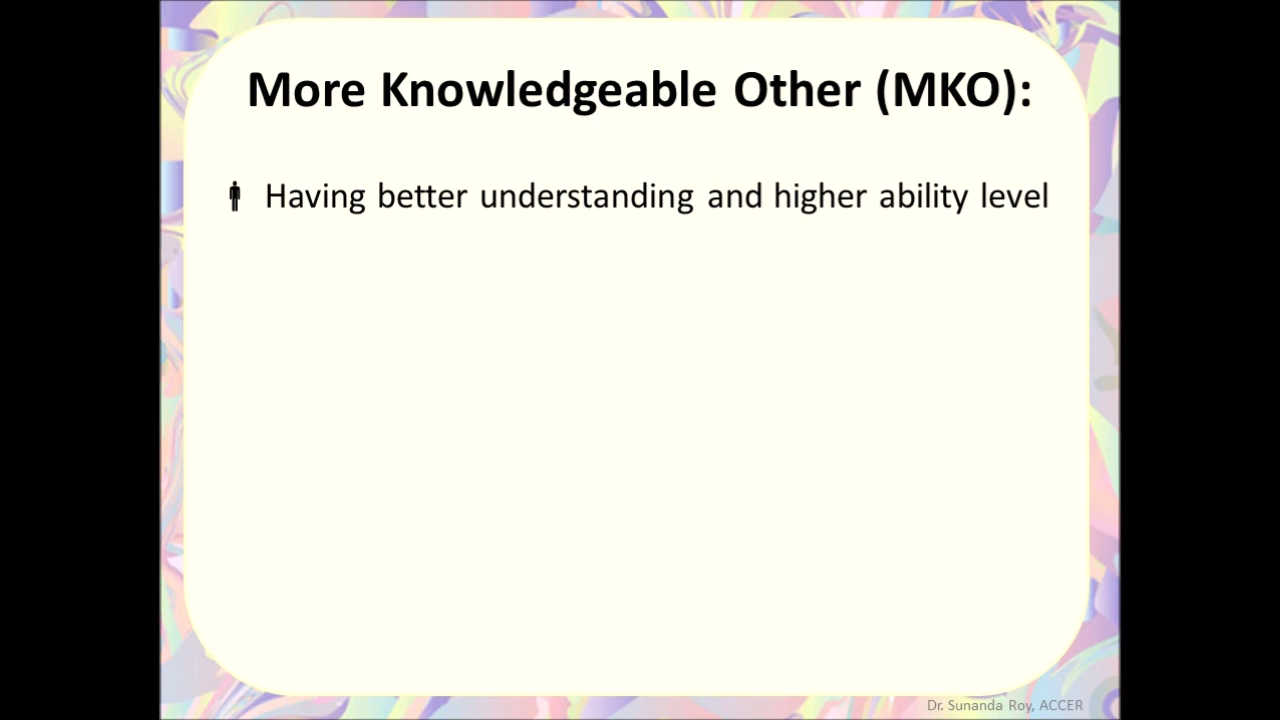 More Knowledgeable Other (MKO):
Having better understanding and higher ability level
Dr. Sunanda Roy, ACCER